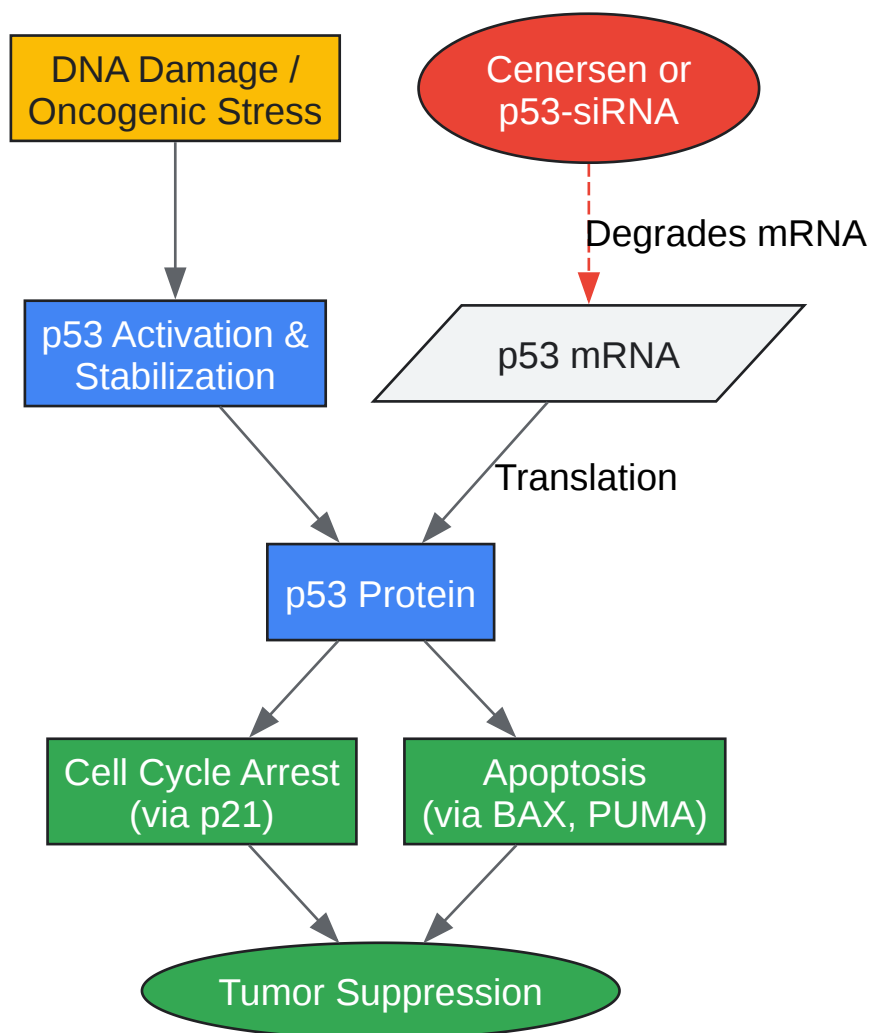 DNA Damage /
Oncogenic Stress
Cenersen or
p53-siRNA
Degrades mRNA
p53 Activation &
Stabilization
p53 mRNA
Translation
p53 Protein
Cell Cycle Arrest
(via p21)
Apoptosis
(via BAX, PUMA)
Tumor Suppression